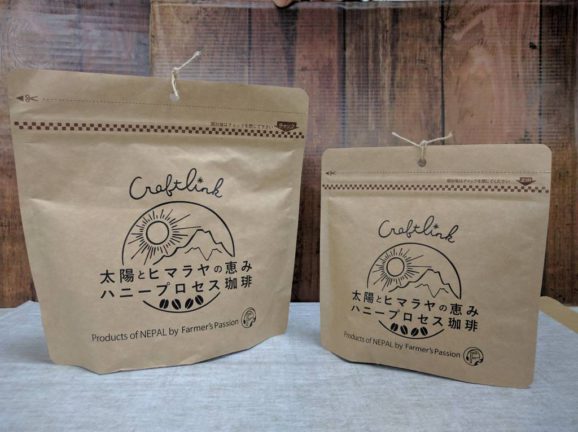 Craftlink
太陽とヒマラヤの恵み
ハニープロセス珈琲
Products of NEPAL by Farmer's Passion
Craftlink
太陽とヒマラヤの恵み
ハニープロセス珈琲
Products of NEPAL by Farmer's Passion